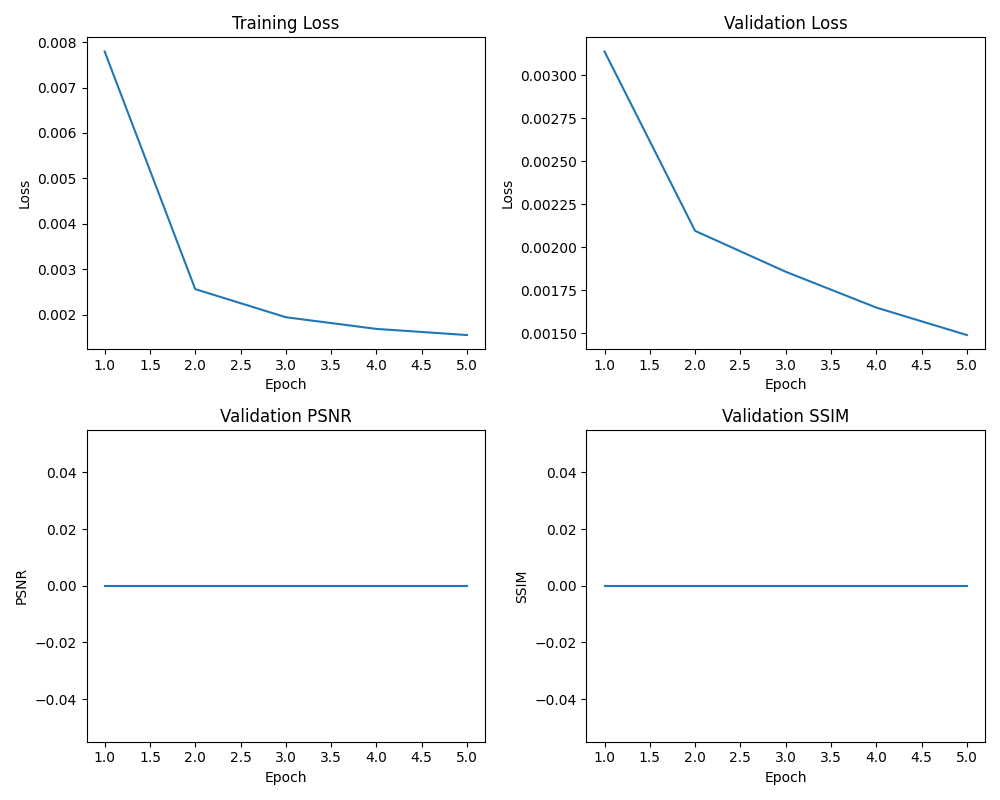 Training Loss
Loss
0.008
0.007
0.006
0.005
0.004
0.003
0.002
1.0 1.5 2.0 2.5 3.0 3.5 4.0 4.5 5.0
Epoch
Validation Loss
Loss
0.00300
0.00275
0.00250
0.00225
0.00200
0.00175
0.00150
1.0 1.5 2.0 2.5 3.0 3.5 4.0 4.5 5.0
Epoch
Validation PSNR
PSNR
0.04
0.02
0.00
−0.02
−0.04
1.0 1.5 2.0 2.5 3.0 3.5 4.0 4.5 5.0
Epoch
Validation SSIM
SSIM
0.04
0.02
0.00
−0.02
−0.04
1.0 1.5 2.0 2.5 3.0 3.5 4.0 4.5 5.0
Epoch